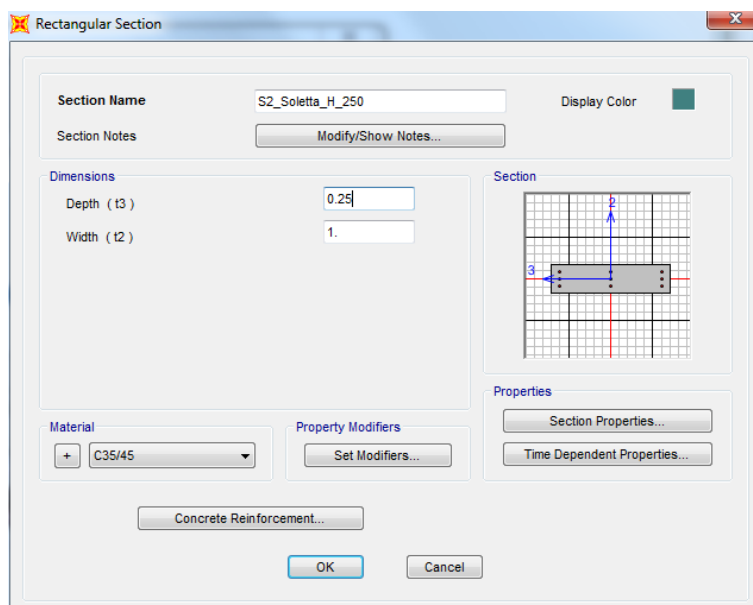 Rectangular Section
Section Name S2_Soletta_H_250 Display Color
Section Notes Modify/Show Notes...
Dimensions
Depth ( t3 ) 0.25
Width ( t2 ) 1.
Section
2
3
Properties
Section Properties...
Time Dependent Properties...
Material
+ C35/45
Property Modifiers
Set Modifiers...
Concrete Reinforcement...
OK Cancel